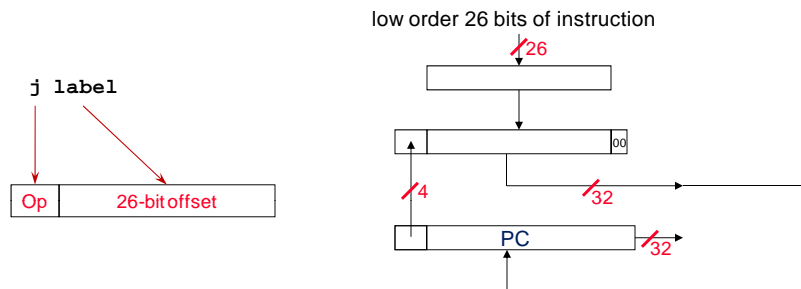 low order 26 bits of instruction
26
j label
00
4
32
Op
26-bit offset
PC
32